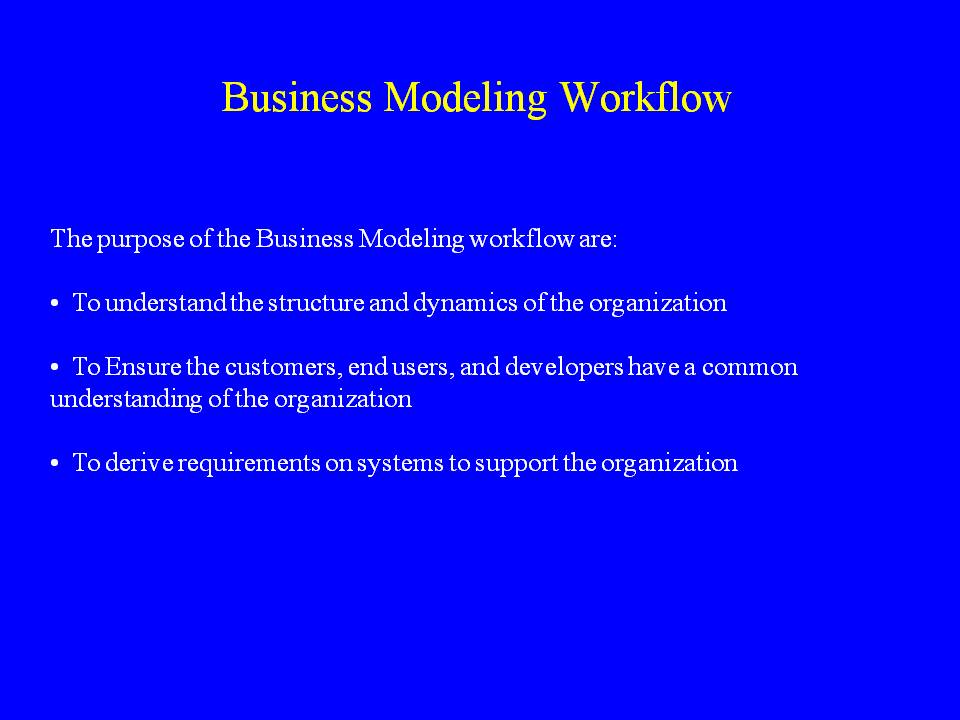 Business Modeling Workflow
The purpose of the Business Modeling workflow are:
• To understand the structure and dynamics of the organization
• To Ensure the customers, end users, and developers have a common
understanding of the organization
• To derive requirements on systems to support the organization